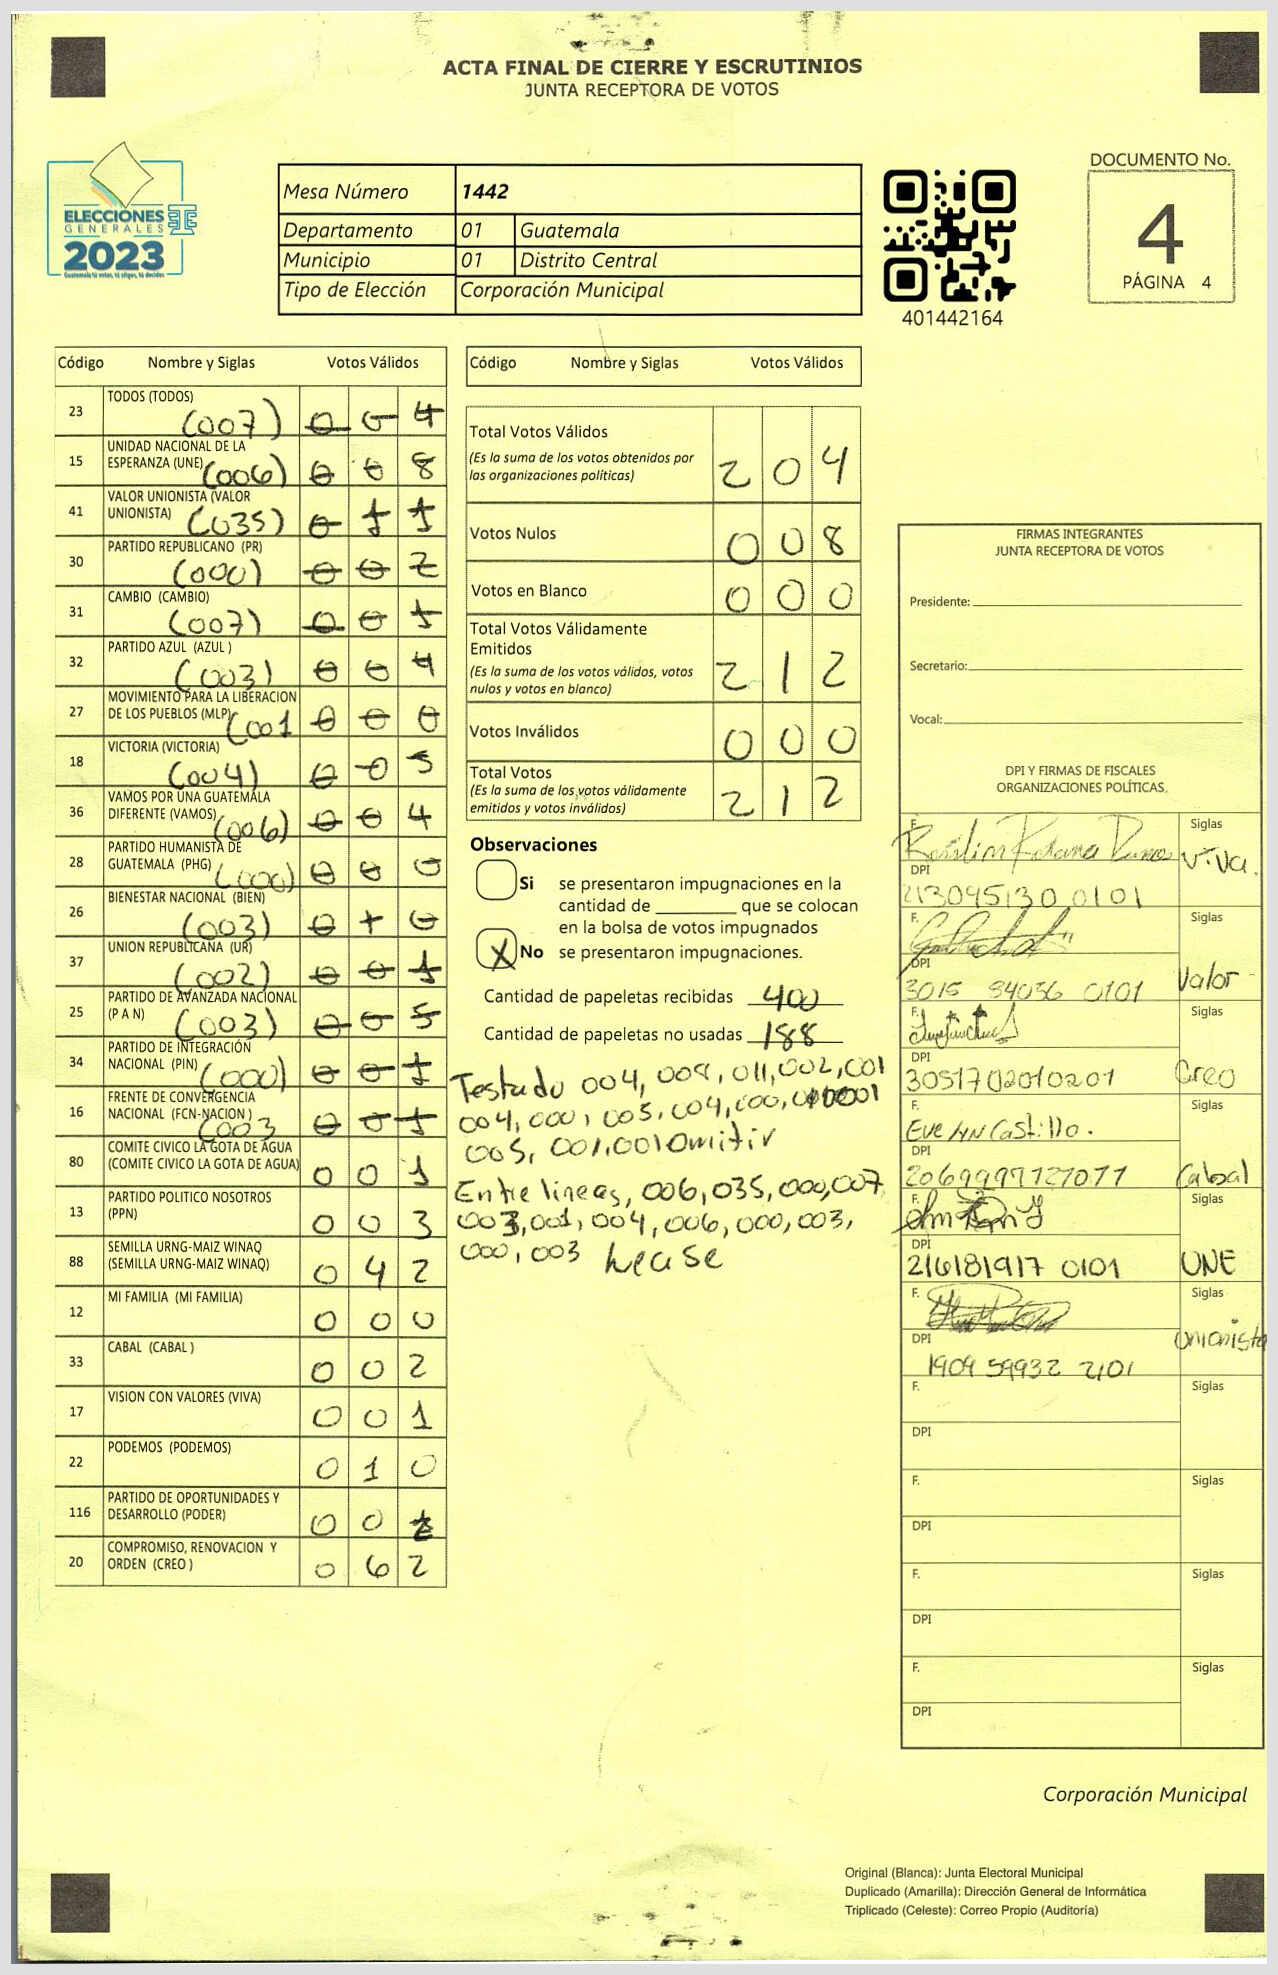 ACTA FINAL DE CIERRE Y ESCRUTINIOS
JUNTA RECEPTORA DE VOTOS
ELECCIONES
GENERALES
2023
Guatemala tú votas, tú eliges, tú decides
Mesa Número 1442
Departamento 01 Guatemala
Municipio 01 Distrito Central
Tipo de Elección Corporación Municipal
401442164
DOCUMENTO No.
4
PÁGINA 4
Código Nombre y Siglas Votos Válidos
23 TODOS (TODOS) (007) 0 0 4
15 UNIDAD NACIONAL DE LA
ESPERANZA (UNE) (006) 0 0 8
41 VALOR UNIONISTA (VALOR
UNIONISTA) (035) 0 1 1
30 PARTIDO REPUBLICANO (PR)
(000) 0 0 2
31 CAMBIO (CAMBIO)
(007) 0 0 1
32 PARTIDO AZUL (AZUL )
(003) 0 0 4
27 MOVIMIENTO PARA LA LIBERACION
DE LOS PUEBLOS (MLP) (001 0 0 0
18 VICTORIA (VICTORIA)
(004) 0 0 5
36 VAMOS POR UNA GUATEMALA
DIFERENTE (VAMOS) (006) 0 0 4
28 PARTIDO HUMANISTA DE
GUATEMALA (PHG) (000) 0 0 0
26 BIENESTAR NACIONAL (BIEN)
(003) 0 1 0
37 UNION REPUBLICANA (UR)
(002) 0 0 1
25 PARTIDO DE AVANZADA NACIONAL
(P A N) (003) 0 0 5
34 PARTIDO DE INTEGRACIÓN
NACIONAL (PIN) (000) 0 0 1
16 FRENTE DE CONVERGENCIA
NACIONAL (FCN-NACION ) (003 0 0 1
80 COMITE CIVICO LA GOTA DE AGUA
(COMITE CIVICO LA GOTA DE AGUA) 0 0 1
13 PARTIDO POLITICO NOSOTROS
(PPN) 0 0 3
88 SEMILLA URNG-MAIZ WINAQ
(SEMILLA URNG-MAIZ WINAQ) 0 4 2
12 MI FAMILIA (MI FAMILIA) 0 0 0
33 CABAL (CABAL ) 0 0 2
17 VISION CON VALORES (VIVA) 0 0 1
22 PODEMOS (PODEMOS) 0 1 0
116 PARTIDO DE OPORTUNIDADES Y
DESARROLLO (PODER) 0 0
20 COMPROMISO, RENOVACION Y
ORDEN (CREO ) 0 6 2
Código Nombre y Siglas Votos Válidos
Total Votos Válidos
(Es la suma de los votos obtenidos por
las organizaciones politicas) 2 0 4
Votos Nulos 0 0 8
Votos en Blanco 0 0 0
Total Votos Válidamente
Emitidos
(Es la suma de los votos válidos, votos
nulos y votos en blanco) 2 1 2
Votos Inválidos 0 0 0
Total Votos
(Es la suma de los votos válidamente
emitidos y votos inválidos) 2 1 2
Observaciones
Si se presentaron impugnaciones en la
cantidad de ________ que se colocan
en la bolsa de votos impugnados
X No se presentaron impugnaciones.
Cantidad de papeletas recibidas 400
Cantidad de papeletas no usadas 188
Testado 004, 008, 011, 002, 001
004, 000, 005, 004, 000, 0001
005, 001, 001 Omitir
Entre lineas, 006, 035, 000, 007
003, 001, 004, 006, 000, 003,
000, 003 Lease
FIRMAS INTEGRANTES
JUNTA RECEPTORA DE VOTOS
Presidente:
Secretario:
Vocal:
DPI Y FIRMAS DE FISCALES
ORGANIZACIONES POLÍTICAS.
F. Siglas
Viva.
DPI
213095130 0101
F. Siglas
Valor
DPI
3015 84036 0101
F. Siglas
DPI
3051702010201 Creo
F. Siglas
Eve Castillo.
DPI
2069997727077 Cabal
F. Siglas
DPI
216181917 0101 UNE
F. Siglas
Unionista
DPI
1909 59932 2101
F. Siglas
DPI
F. Siglas
DPI
F. Siglas
DPI
F. Siglas
DPI
Corporación Municipal
Original (Blanca): Junta Electoral Municipal
Duplicado (Amarilla): Dirección General de Informática
Triplicado (Celeste): Correo Propio (Auditoría)